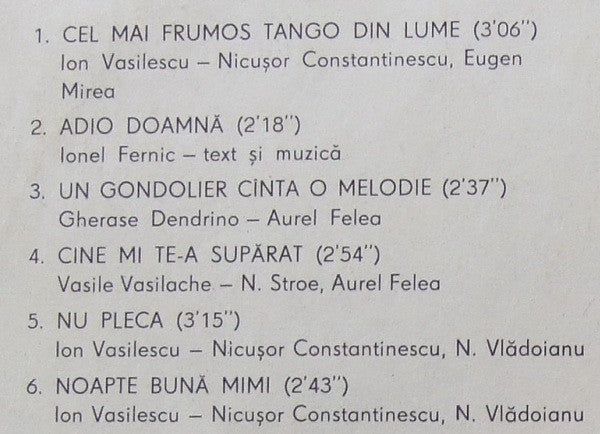 1. CEL MAI FRUMOS TANGO DIN LUME (3'06")
Ion Vasilescu – Nicușor Constantinescu, Eugen
Mirea
2. ADIO DOAMNĂ (2'18")
Ionel Fernic – text și muzică
3. UN GONDOLIER CÎNTA O MELODIE (2'37")
Gherase Dendrino – Aurel Felea
4. CINE MI TE-A SUPĂRAT (2'54")
Vasile Vasilache – N. Stroe, Aurel Felea
5. NU PLECA (3'15")
Ion Vasilescu – Nicușor Constantinescu, N. Vlădoianu
6. NOAPTE BUNĂ MIMI (2'43")
Ion Vasilescu – Nicușor Constantinescu, N. Vlădoianu